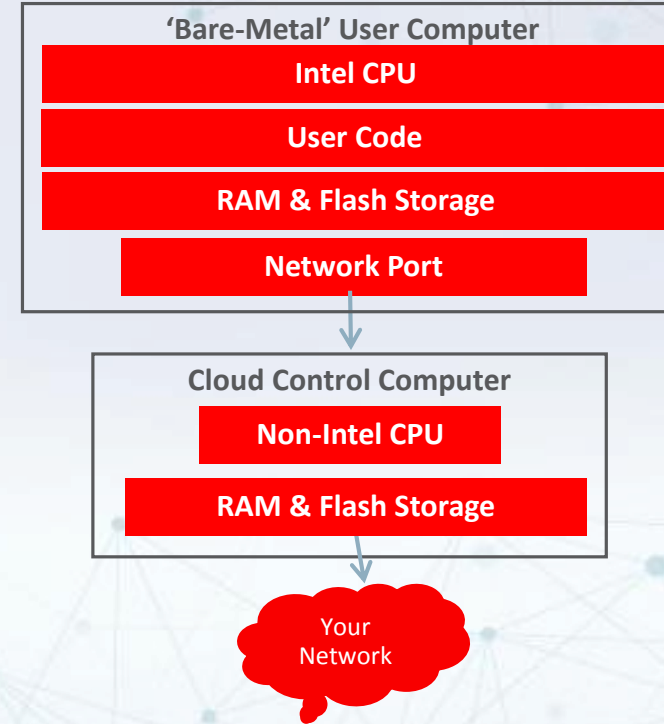 ‘Bare-Metal’ User Computer
Intel CPU
User Code
RAM & Flash Storage
Network Port
Cloud Control Computer
Non-Intel CPU
RAM & Flash Storage
Your
Network